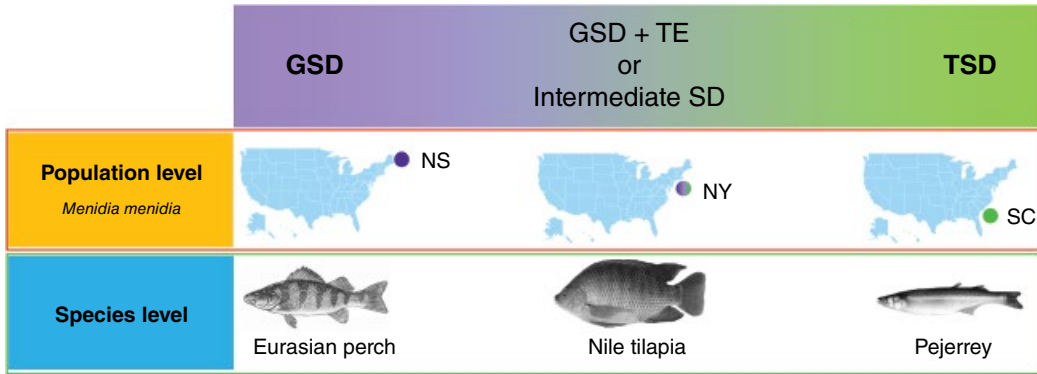 GSD
GSD + TE
or
Intermediate SD
TSD
Population level
Menidia menidia
NS
NY
SC
Species level
Eurasian perch
Nile tilapia
Pejerrey